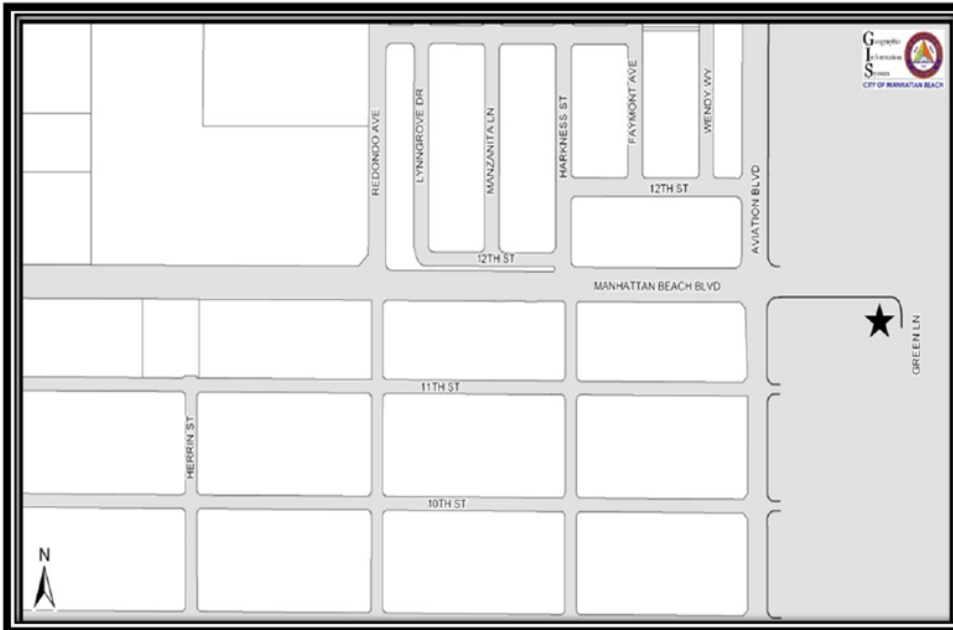 Geographic
Information
System
CITY OF MANHATTAN BEACH
REDONDO AVE
LYNNGROVE DR
MANZANITA LN
HARKNESS ST
FAYMONT AVE
WENDY WY
AVIATION BLVD
12TH ST
12TH ST
MANHATTAN BEACH BLVD
GREEN LN
11TH ST
HERRIN ST
10TH ST
N